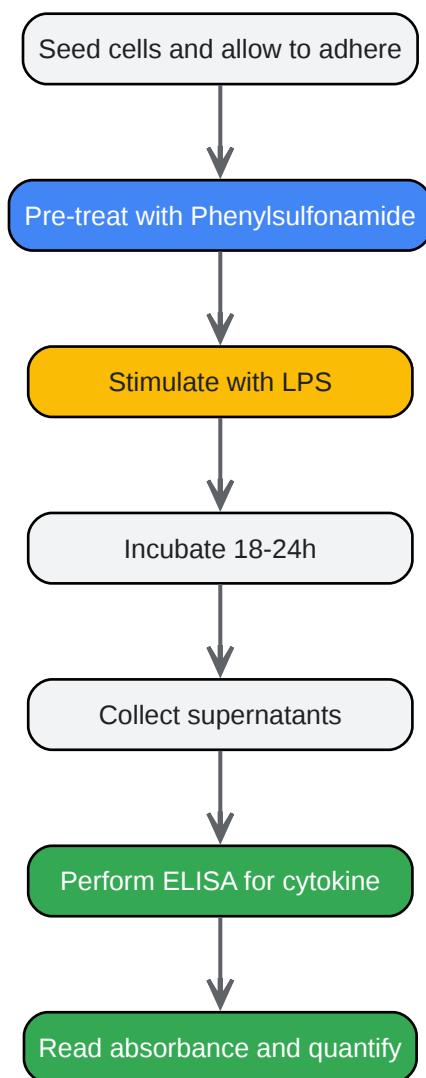 Seed cells and allow to adhere
Pre-treat with Phenylsulfonamide
Stimulate with LPS
Incubate 18-24h
Collect supernatants
Perform ELISA for cytokine
Read absorbance and quantify